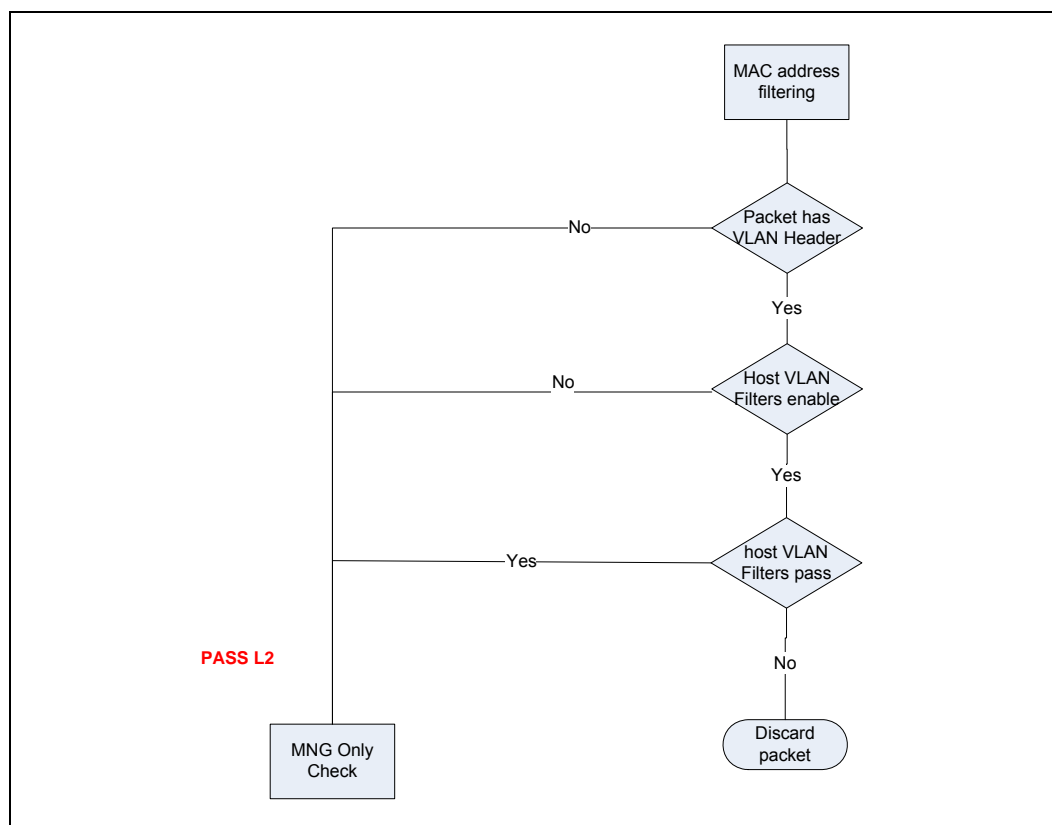 MAC address
filtering
Packet has
VLAN Header
No
Yes
Host VLAN
Filters enable
No
Yes
host VLAN
Filters pass
Yes
No
PASS L2
MNG Only
Check
Discard
packet